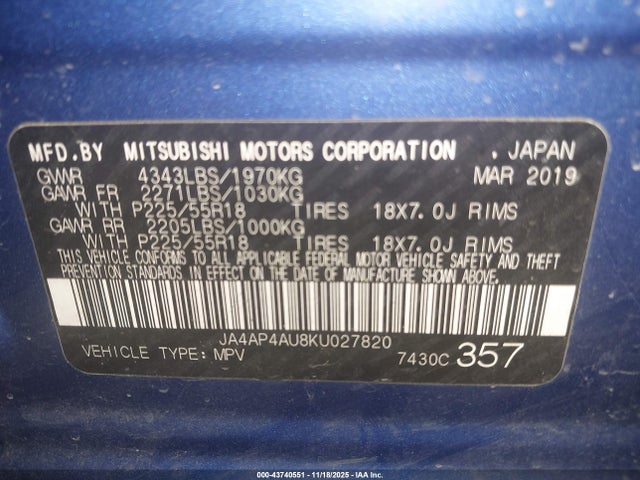 MFD.BY MITSUBISHI MOTORS CORPORATION . JAPAN
GVWR 4343LBS/1970KG MAR 2019
GAWR FR 2271LBS/1030KG
WITH P225/55R18 TIRES 18X7.0J RIMS
GAWR RR 2205LBS/1000KG
WITH P225/55R18 TIRES 18X7.0J RIMS
THIS VEHICLE CONFORMS TO ALL APPLICABLE FEDERAL MOTOR VEHICLE SAFETY AND THEFT
PREVENTION STANDARDS IN EFFECT ON THE DATE OF MANUFACTURE SHOWN ABOVE.
JA4AP4AU8KU027820
VEHICLE TYPE: MPV 7430C 357
© 0-43740551 - 11/18/2025 - IAA Inc.